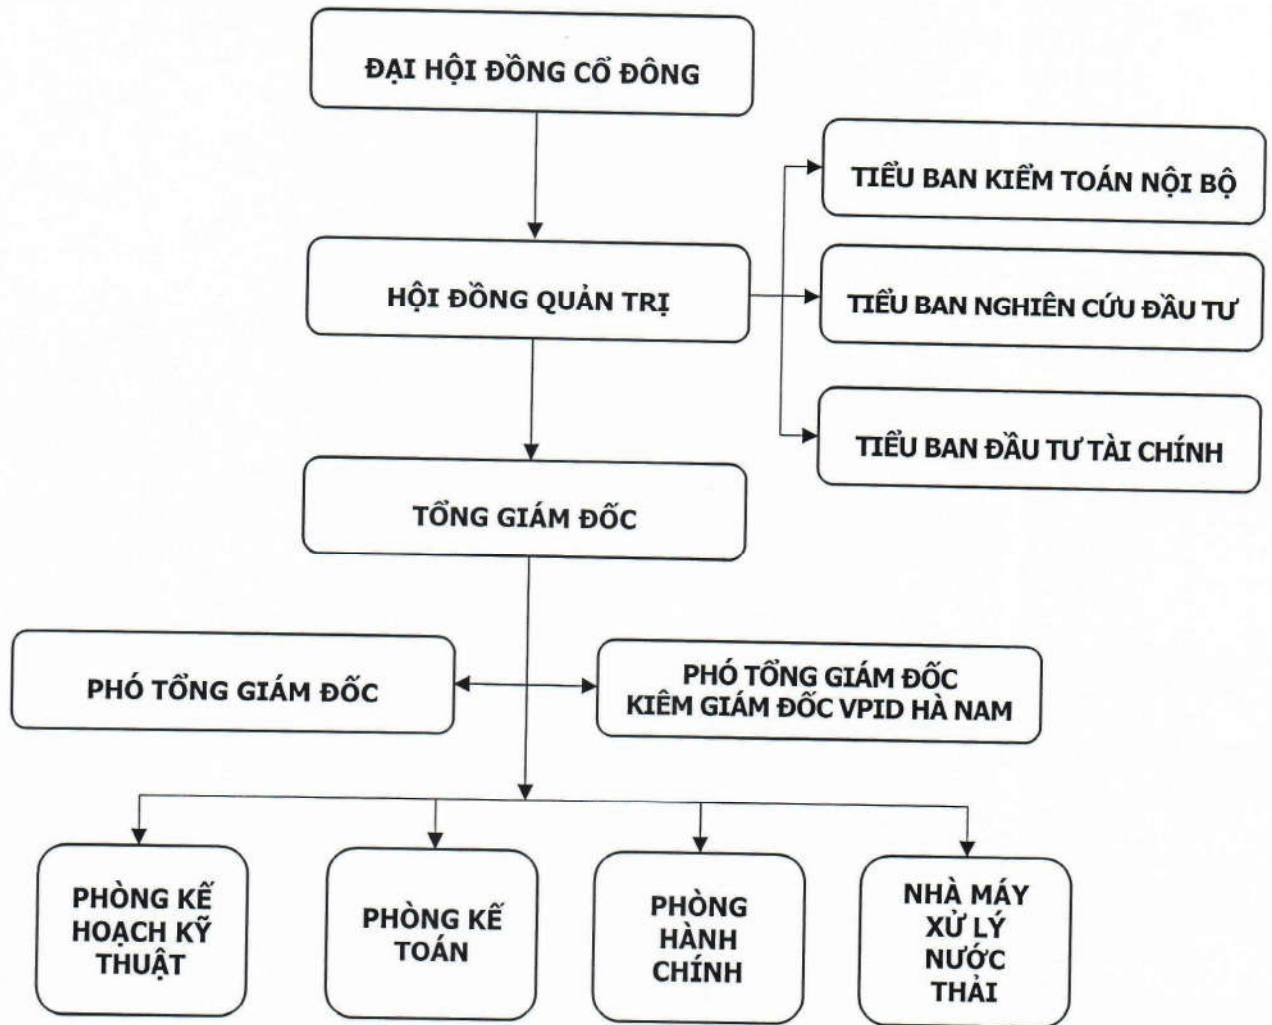 ĐẠI HỘI ĐỒNG CỔ ĐÔNG
TIỂU BAN KIỂM TOÁN NỘI BỘ
HỘI ĐỒNG QUẢN TRỊ
TIỂU BAN NGHIÊN CỨU ĐẦU TƯ
TIỂU BAN ĐẦU TƯ TÀI CHÍNH
TỔNG GIÁM ĐỐC
PHÓ TỔNG GIÁM ĐỐC
PHÓ TỔNG GIÁM ĐỐC
KIÊM GIÁM ĐỐC VPID HÀ NAM
PHÒNG KẾ
HOẠCH KỸ
THUẬT
PHÒNG KẾ
TOÁN
PHÒNG
HÀNH
CHÍNH
NHÀ MÁY
XỬ LÝ
NƯỚC
THẢI